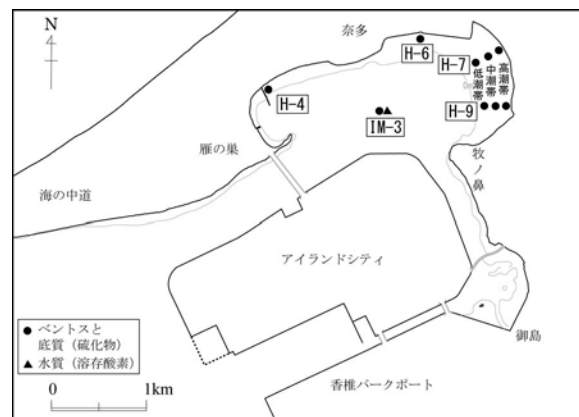 N
奈多
H-6
H-7
高潮帯
中潮帯
低潮帯
H-4
H-9
IM-3
雁の巣
牧ノ鼻
海の中道
アイランドシティ
●ベントスと
底質（硫化物）
▲水質（溶存酸素）
御島
0 1km
香椎パークポート